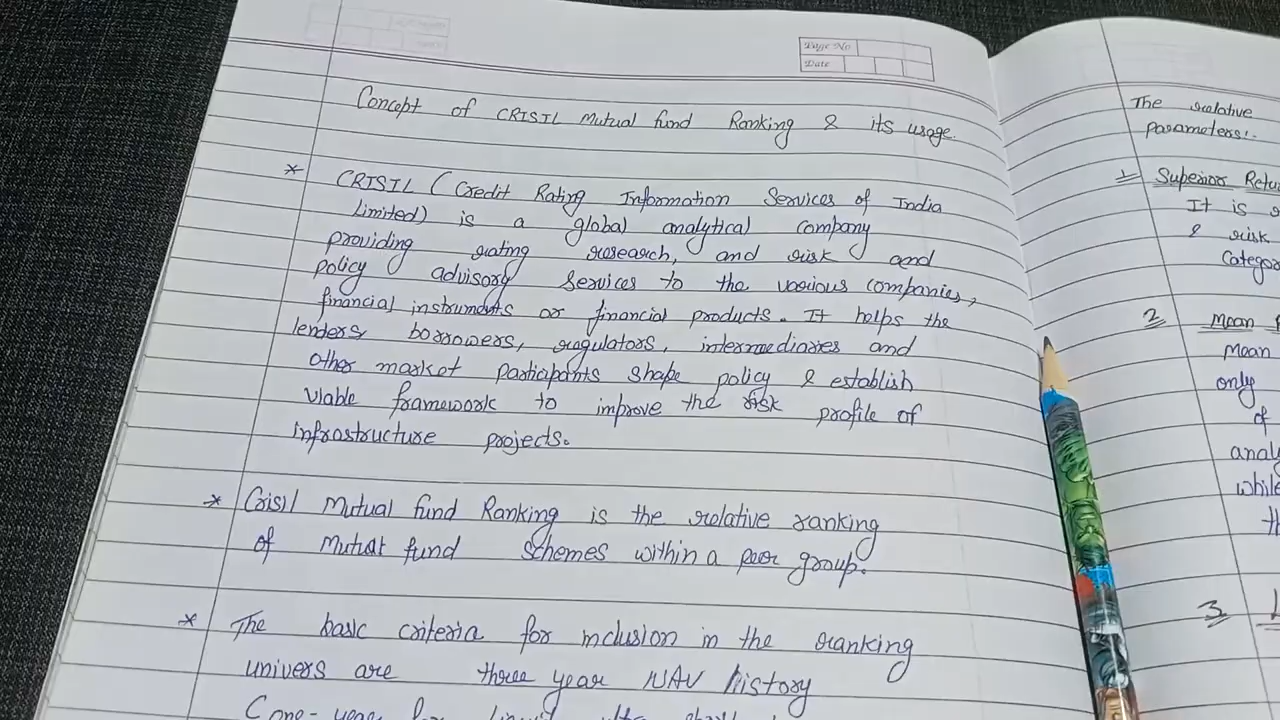 Page No
Date
Concept of CRISIL Mutual fund Ranking & its usage.
* CRISIL (Credit Rating Information Services of India
Limited) is a global analytical company
providing rating research, and risk and
policy advisory services to the various companies,
financial instruments or financial products. It helps the
lenders borrowers, regulators, intermediaries and
other market participants shape policy & establish
viable framework to improve the risk profile of
infrastructure projects.
* Crisil Mutual fund Ranking is the relative ranking
of Mutual fund schemes within a peer group.
* The basic criteria for inclusion in the ranking
univers are three year NAV history
The relative
parameters:
1 Superior Retu
It is s
& risk
Categor
2 Mean
Mean
only
of
analy
while
th
3